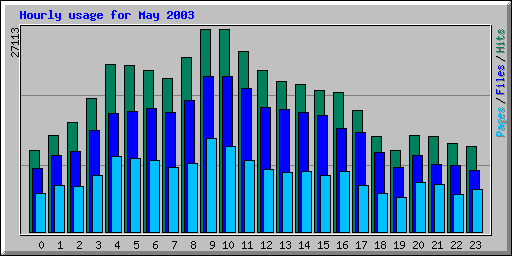 Hourly usage for May 2003
27113
Pages/Files/Hits
0 1 2 3 4 5 6 7 8 9 10 11 12 13 14 15 16 17 18 19 20 21 22 23